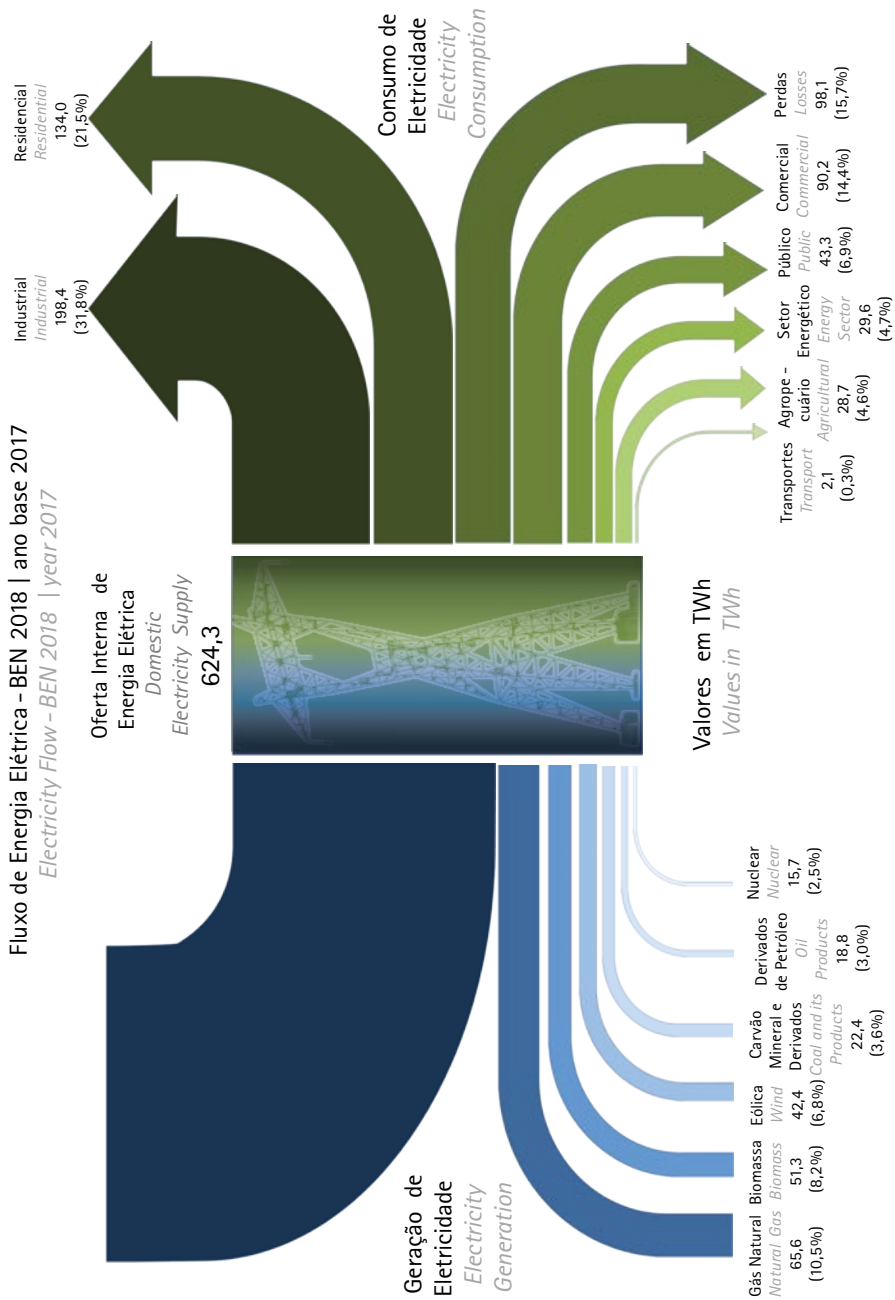 Fluxo de Energia Elétrica – BEN 2018 | ano base 2017
Electricity Flow – BEN 2018 | year 2017
Geração de
Eletricidade
Electricity
Generation
Oferta Interna de
Energia Elétrica
Domestic
Electricity Supply
624,3
Consumo de
Eletricidade
Electricity
Consumption
Industrial
Industrial
198,4
(31,8%)
Residencial
Residential
134,0
(21,5%)
Gás Natural
Natural Gas
65,6
(10,5%)
Biomassa
Biomass
51,3
(8,2%)
Eólica
Wind
42,4
(6,8%)
Carvão
Mineral e
Derivados
Coal and its
Products
22,4
(3,6%)
Derivados
de Petróleo
Oil
Products
18,8
(3,0%)
Nuclear
Nuclear
15,7
(2,5%)
Valores em TWh
Values in TWh
Transportes
Transport
2,1
(0,3%)
Agrope-
cuário
Agricultural
28,7
(4,6%)
Setor
Energético
Energy
Sector
29,6
(4,7%)
Público
Public
43,3
(6,9%)
Comercial
Commercial
90,2
(14,4%)
Perdas
Losses
98,1
(15,7%)